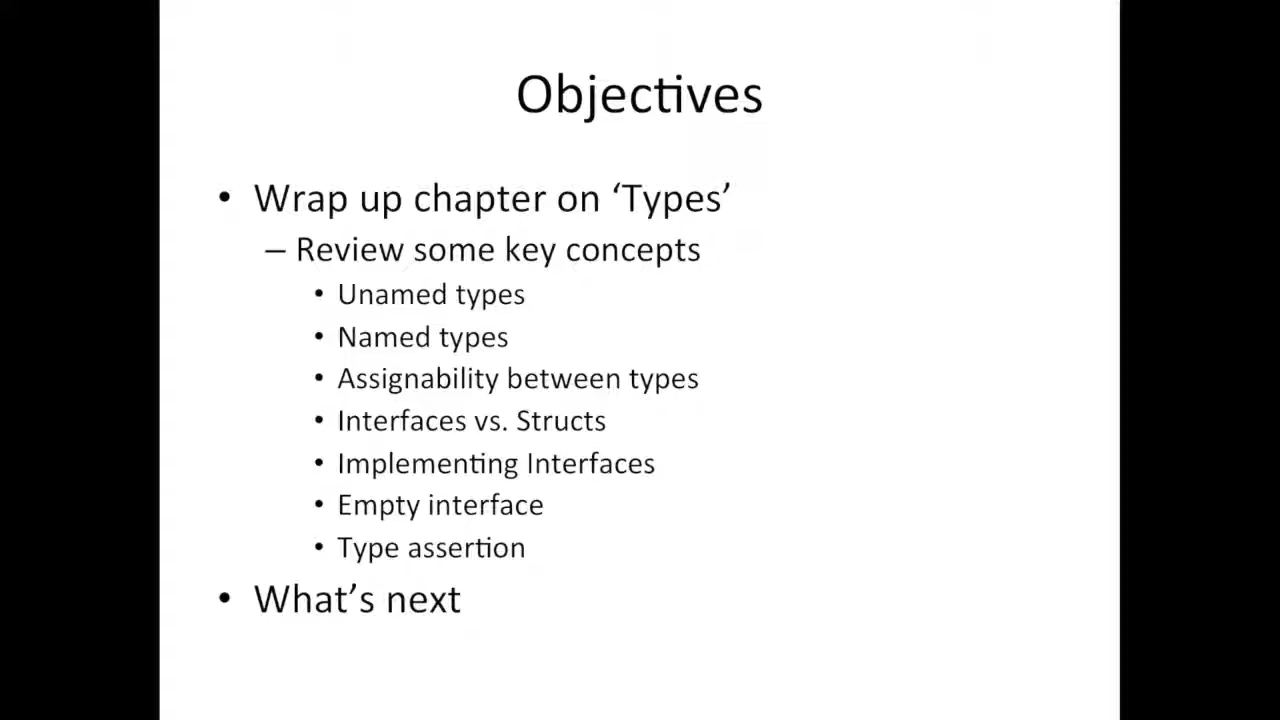 Objectives
• Wrap up chapter on ‘Types’
– Review some key concepts
• Unamed types
• Named types
• Assignability between types
• Interfaces vs. Structs
• Implementing Interfaces
• Empty interface
• Type assertion
• What’s next